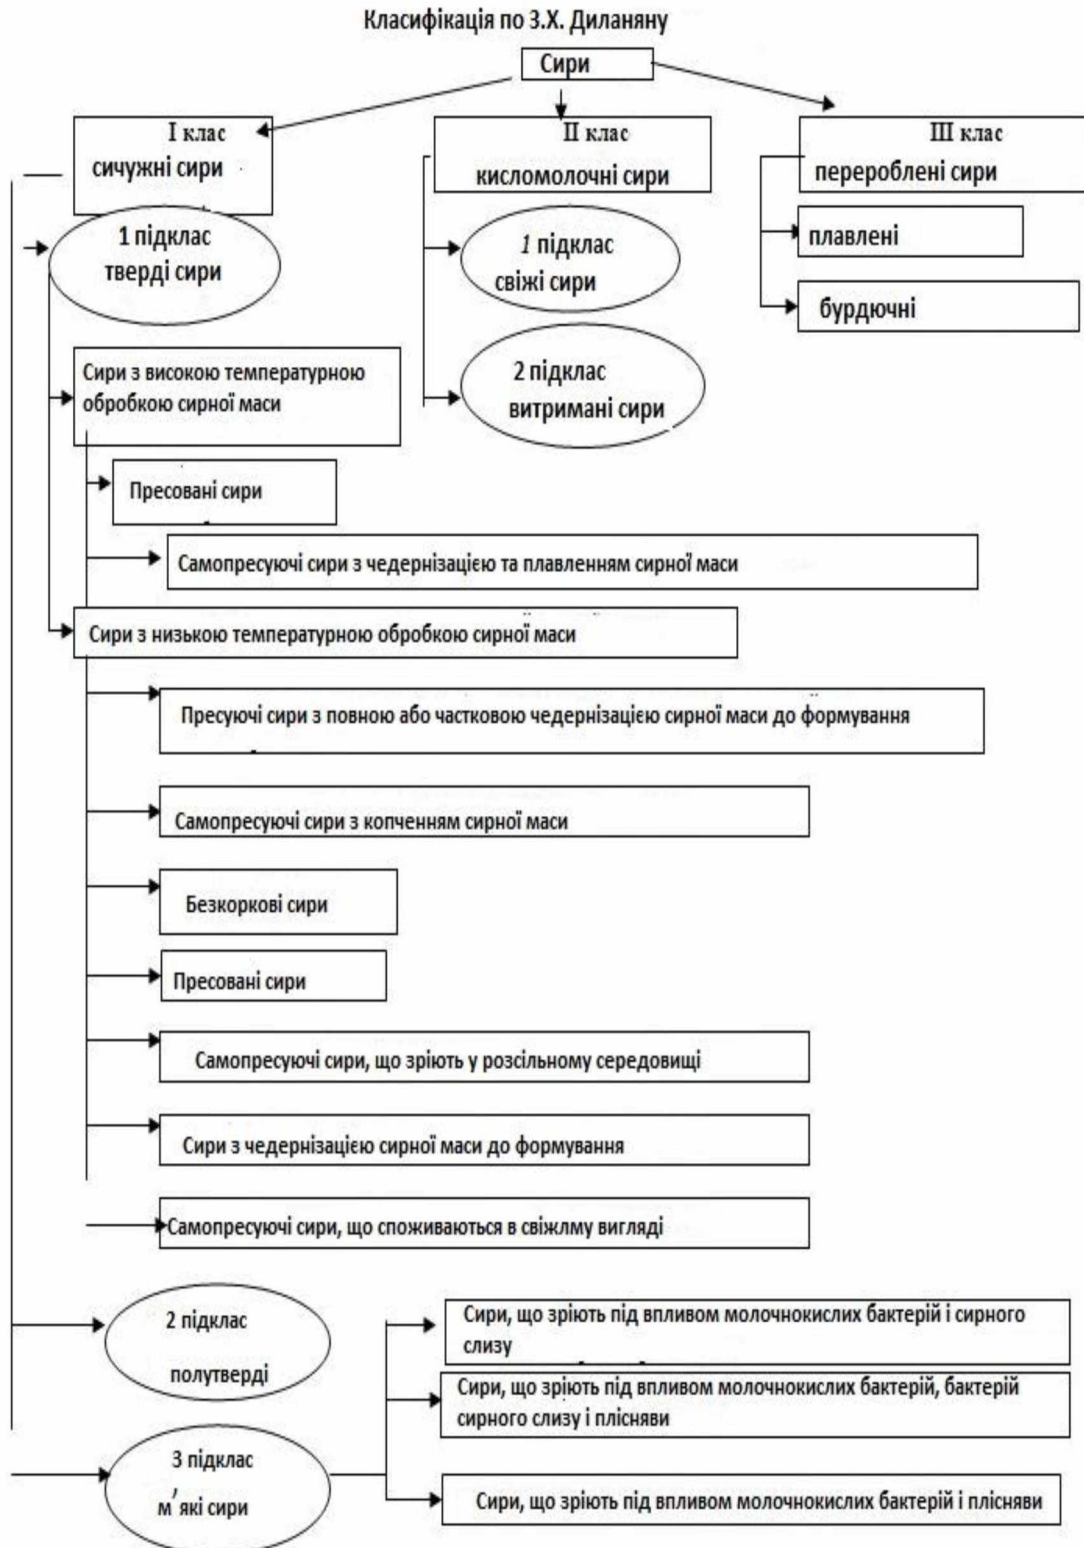 Класифікація по З.Х. Диланяну
Сири
І клас
сичужні сири
ІІ клас
кисломолочні сири
ІІІ клас
перероблені сири
1 підклас
тверді сири
1 підклас
свіжі сири
плавлені
бурдючні
2 підклас
витримані сири
Сири з високою температурною
обробкою сирної маси
Пресовані сири
Самопресуючі сири з чедернізацією та плавленням сирної маси
Сири з низькою температурною обробкою сирної маси
Пресуючі сири з повною або частковою чедернізацією сирної маси до формування
Самопресуючі сири з копченням сирної маси
Безкоркові сири
Пресовані сири
Самопресуючі сири, що зріють у розсільному середовищі
Сири з чедернізацією сирної маси до формування
Самопресуючі сири, що споживаються в свіжлму вигляді
2 підклас
полутверді
Сири, що зріють під впливом молочнокислих бактерій і сирного
слизу
Сири, що зріють під впливом молочнокислих бактерій, бактерій
сирного слизу і плісняви
3 підклас
м'які сири
Сири, що зріють під впливом молочнокислих бактерій і плісняви